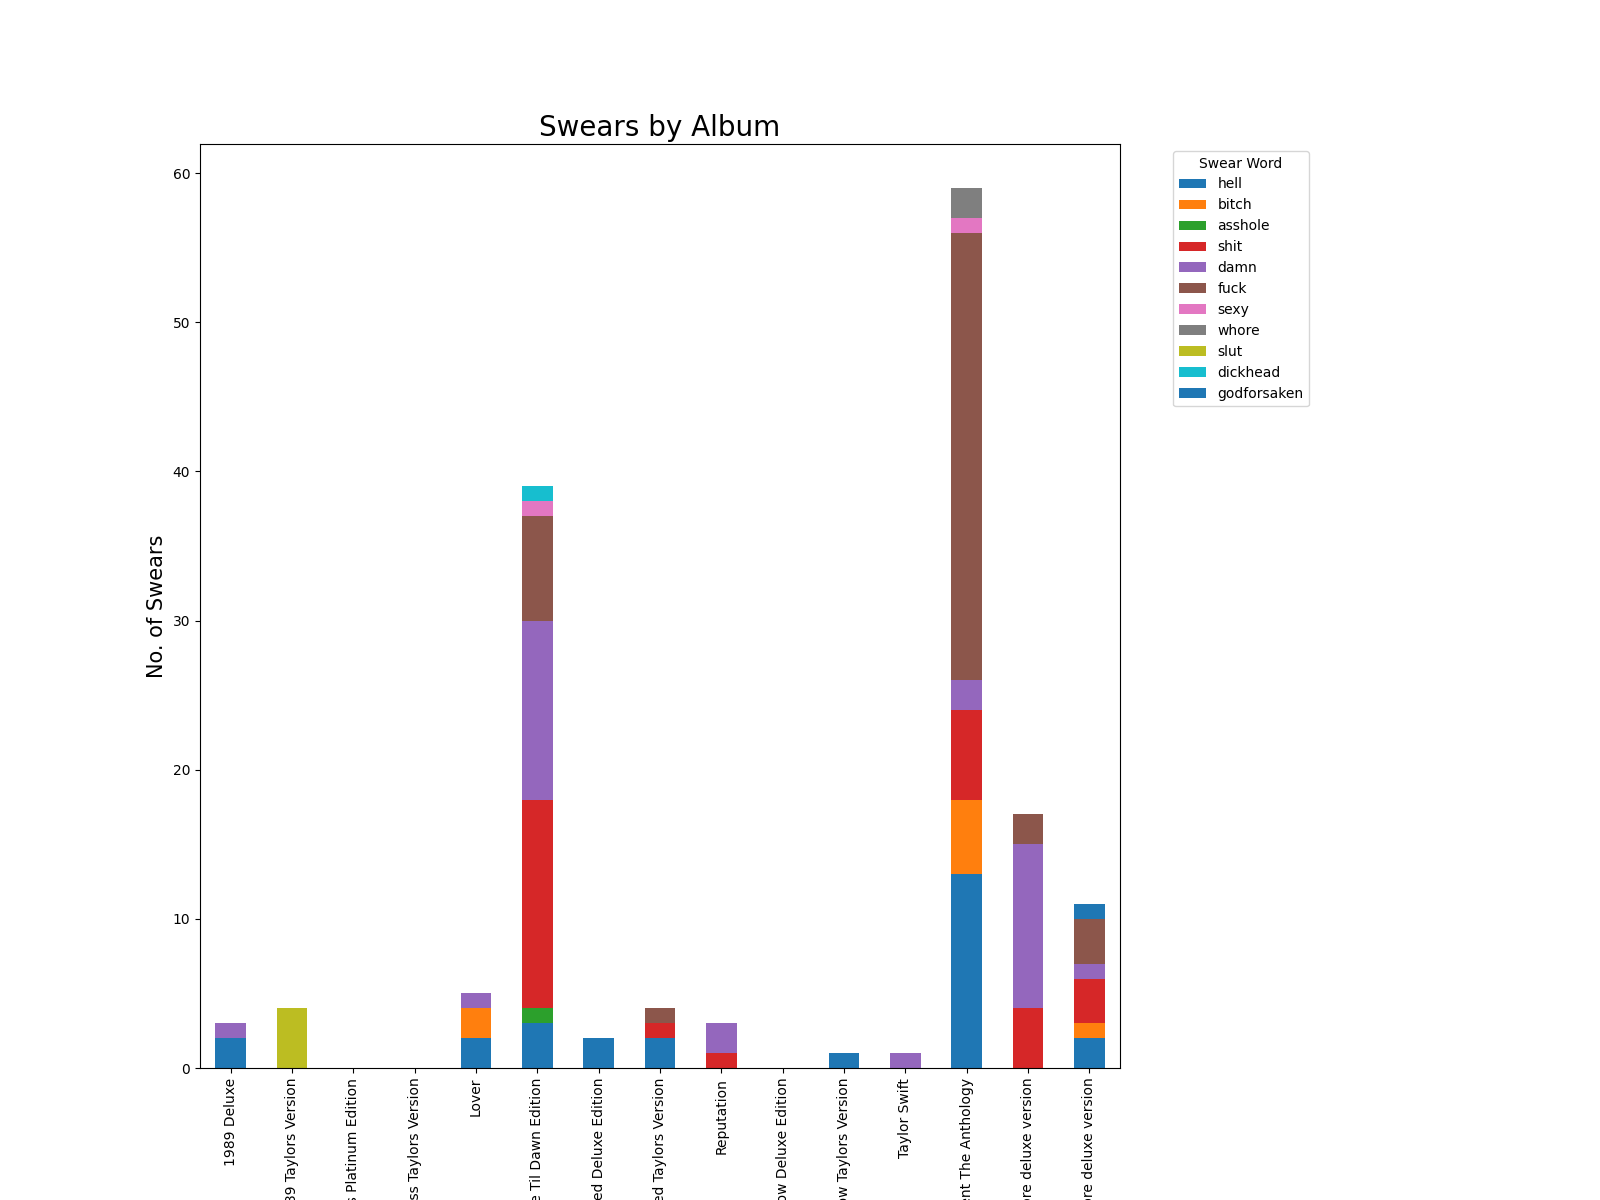 Swears by Album
No. of Swears
60
50
40
30
20
10
0
Swear Word
hell
bitch
asshole
shit
damn
fuck
sexy
whore
slut
dickhead
godforsaken
1989 Deluxe
89 Taylors Version
s Platinum Edition
ss Taylors Version
Lover
e Til Dawn Edition
ed Deluxe Edition
ed Taylors Version
Reputation
ow Deluxe Edition
ow Taylors Version
Taylor Swift
ent The Anthology
ore deluxe version
ore deluxe version